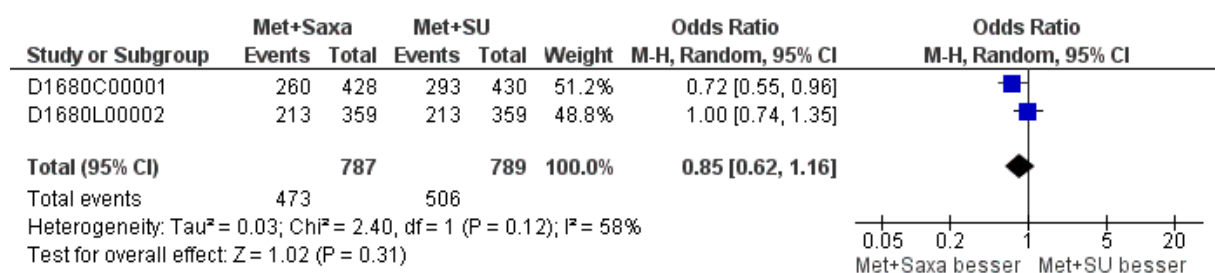 Met+Saxa Met+SU Odds Ratio Odds Ratio
Study or Subgroup Events Total Events Total Weight M-H, Random, 95% CI M-H, Random, 95% CI
D1680C00001 260 428 293 430 51.2% 0.72 [0.55, 0.96]
D1680L00002 213 359 213 359 48.8% 1.00 [0.74, 1.35]
Total (95% CI) 787 789 100.0% 0.85 [0.62, 1.16]
Total events 473 506
Heterogeneity: Tau² = 0.03; Chi² = 2.40, df = 1 (P = 0.12); I² = 58%
Test for overall effect: Z = 1.02 (P = 0.31)
0.05 0.2 1 5 20
Met+Saxa besser Met+SU besser